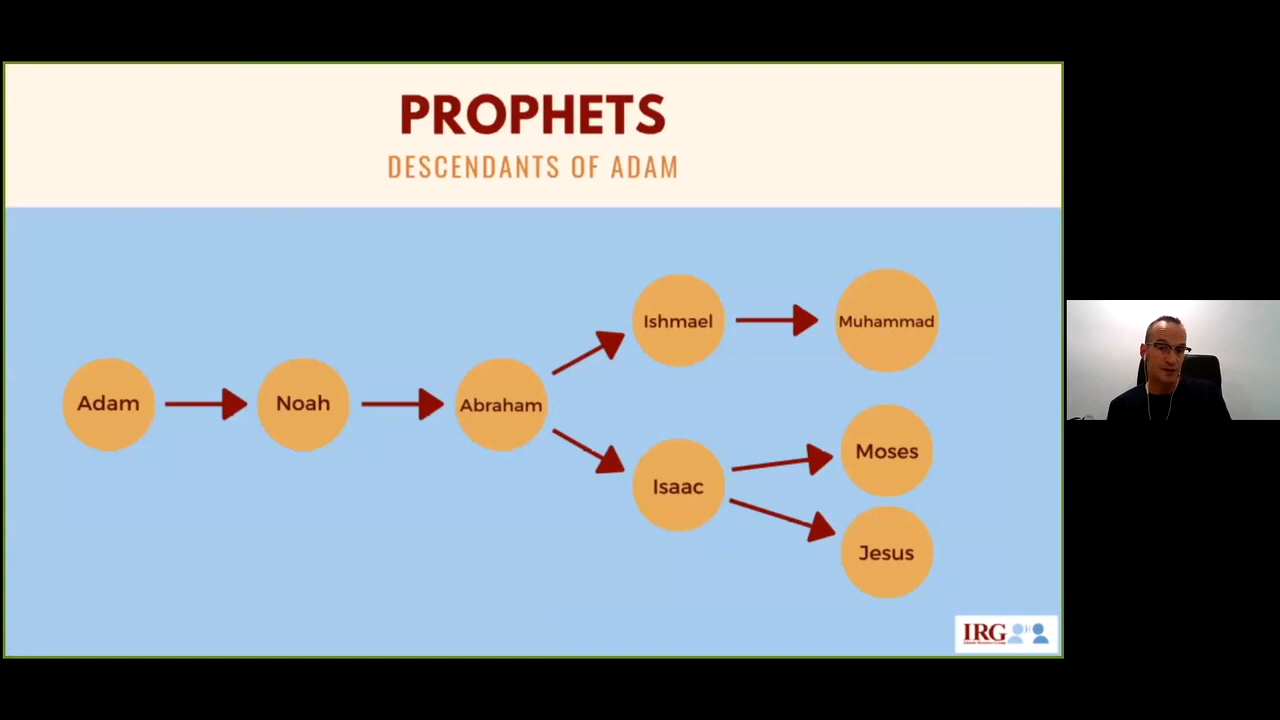 PROPHETS
DESCENDANTS OF ADAM
Adam
Noah
Abraham
Ishmael
Muhammad
Isaac
Moses
Jesus
IRG